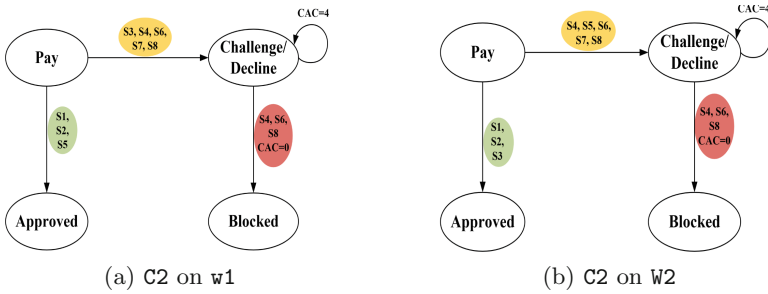 CAC=4
S3, S4, S6,
S7, S8
Pay
Challenge/
Decline
S1,
S2,
S5
S4, S6,
S8
CAC=0
Approved
Blocked
(a) C2 on w1
CAC=4
S4, S5, S6,
S7, S8
Pay
Challenge/
Decline
S1,
S2,
S3
S4, S6,
S8
CAC=0
Approved
Blocked
(b) C2 on W2